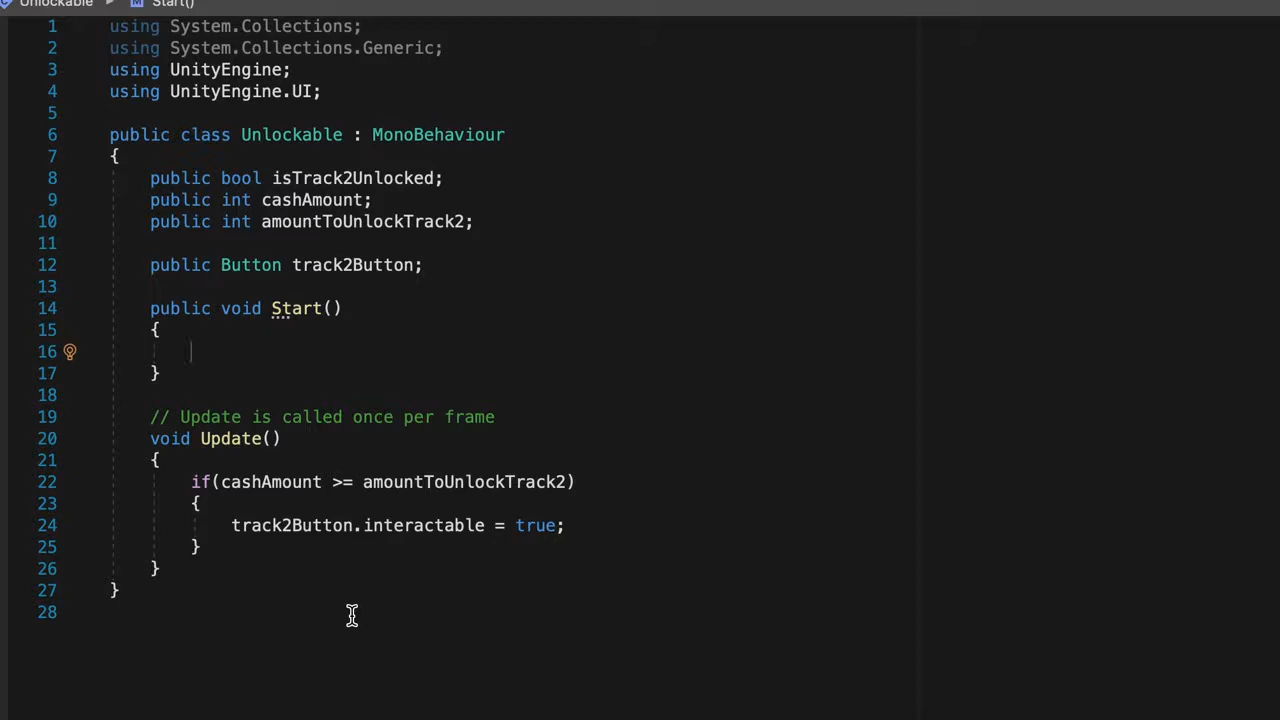 Unlockable ▸ M Start()
1 using System.Collections;
2 using System.Collections.Generic;
3 using UnityEngine;
4 using UnityEngine.UI;
5
6 public class Unlockable : MonoBehaviour
7 {
8 public bool isTrack2Unlocked;
9 public int cashAmount;
10 public int amountToUnlockTrack2;
11
12 public Button track2Button;
13
14 public void Start()
15 {
16
17 }
18
19 // Update is called once per frame
20 void Update()
21 {
22 if(cashAmount >= amountToUnlockTrack2)
23 {
24 track2Button.interactable = true;
25 }
26 }
27 }
28